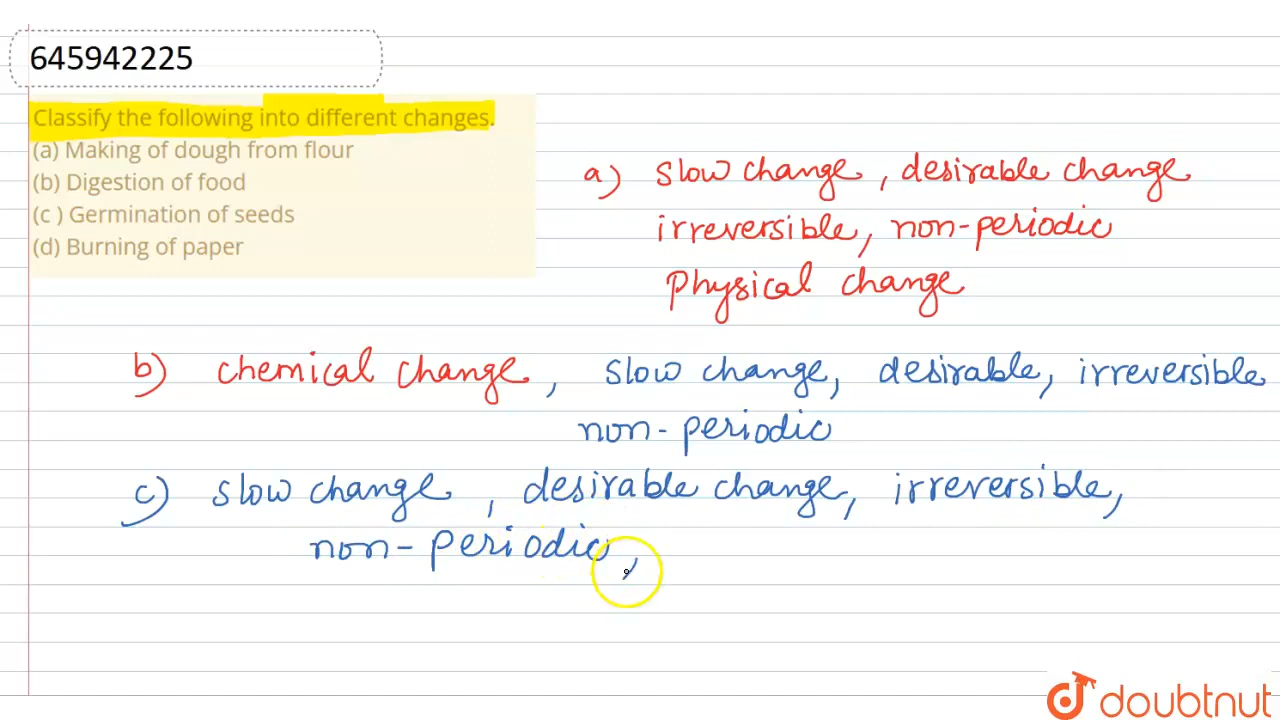 645942225
Classify the following into different changes.
(a) Making of dough from flour
(b) Digestion of food
(c ) Germination of seeds
(d) Burning of paper
a) slow change, desirable change
irreversible, non-periodic
Physical change
b) chemical change, slow change, desirable, irreversible
non-periodic
c) slow change, desirable change, irreversible,
non-periodic,
doubtnut